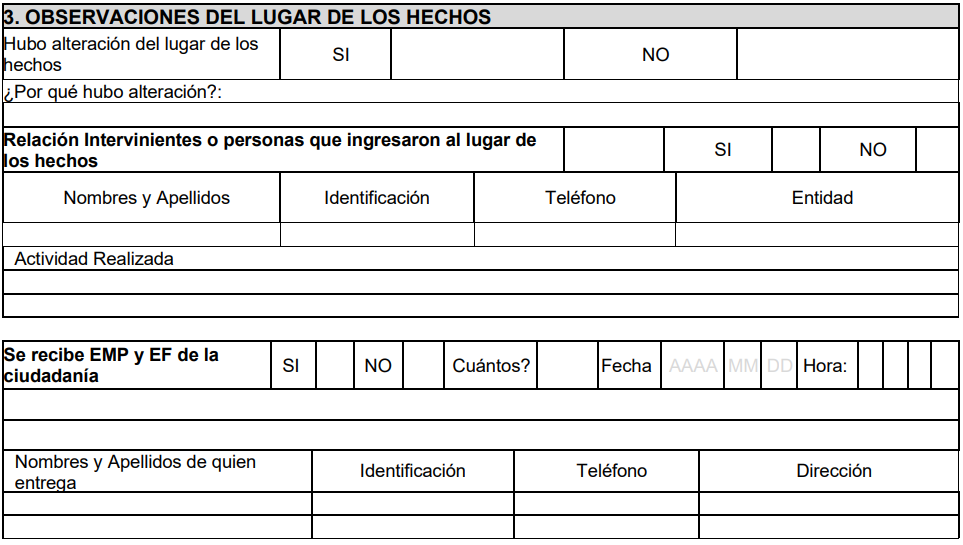 3. OBSERVACIONES DEL LUGAR DE LOS HECHOS
Hubo alteración del lugar de los
hechos
SI
NO
¿Por qué hubo alteración?:
Relación Intervinientes o personas que ingresaron al lugar de
los hechos
SI
NO
Nombres y Apellidos
Identificación
Teléfono
Entidad
Actividad Realizada
Se recibe EMP y EF de la
ciudadanía
SI
NO
Cuántos?
Fecha
AAAA
MM
DD
Hora:
Nombres y Apellidos de quien
entrega
Identificación
Teléfono
Dirección